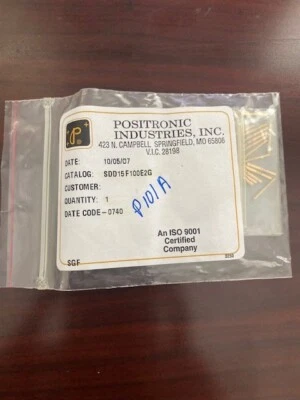 P
POSITRONIC
INDUSTRIES, INC.
423 N. CAMPBELL SPRINGFIELD, MO 65806
V.I.C. 28198
DATE: 10/05/07
CATALOG: SDD15F100E2G
CUSTOMER:
QUANTITY: 1
DATE CODE-0740
P101A
An ISO 9001
Certified
Company
SGF